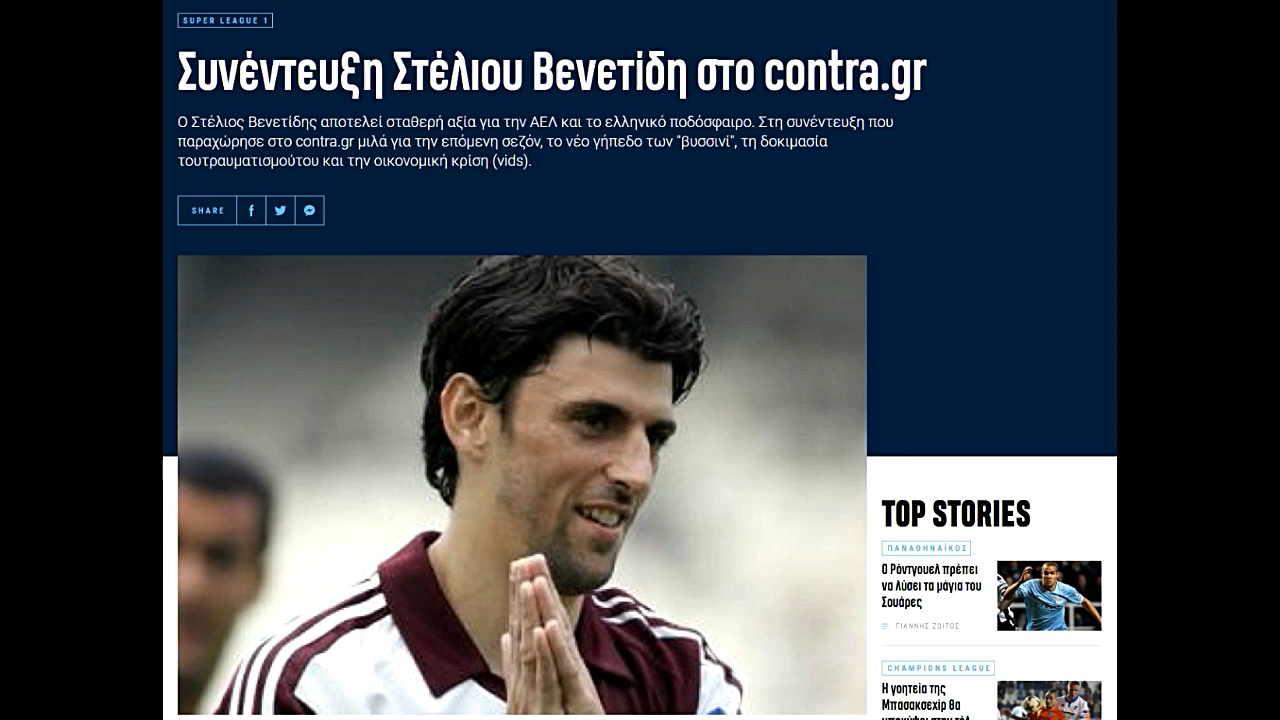 SUPER LEAGUE 1
Συνέντευξη Στέλιου Βενετίδη στο contra.gr
Ο Στέλιος Βενετίδης αποτελεί σταθερή αξία για την ΑΕΛ και το ελληνικό ποδόσφαιρο. Στη συνέντευξη που
παραχώρησε στο contra.gr μιλά για την επόμενη σεζόν, το νέο γήπεδο των "βυσσινί", τη δοκιμασία
τουτραυματισμούτου και την οικονομική κρίση (vids).
SHARE
TOP STORIES
ΠΑΝΑΘΗΝΑΪΚΟΣ
Ο Ρόντγουελ πρέπει
να λύσει τα μάγια του
Σουάρες
ΓΙΑΝΝΗΣ ΖΩΪΤΟΣ
CHAMPIONS LEAGUE
Η γοητεία της
Μπασακσεχίρ θα